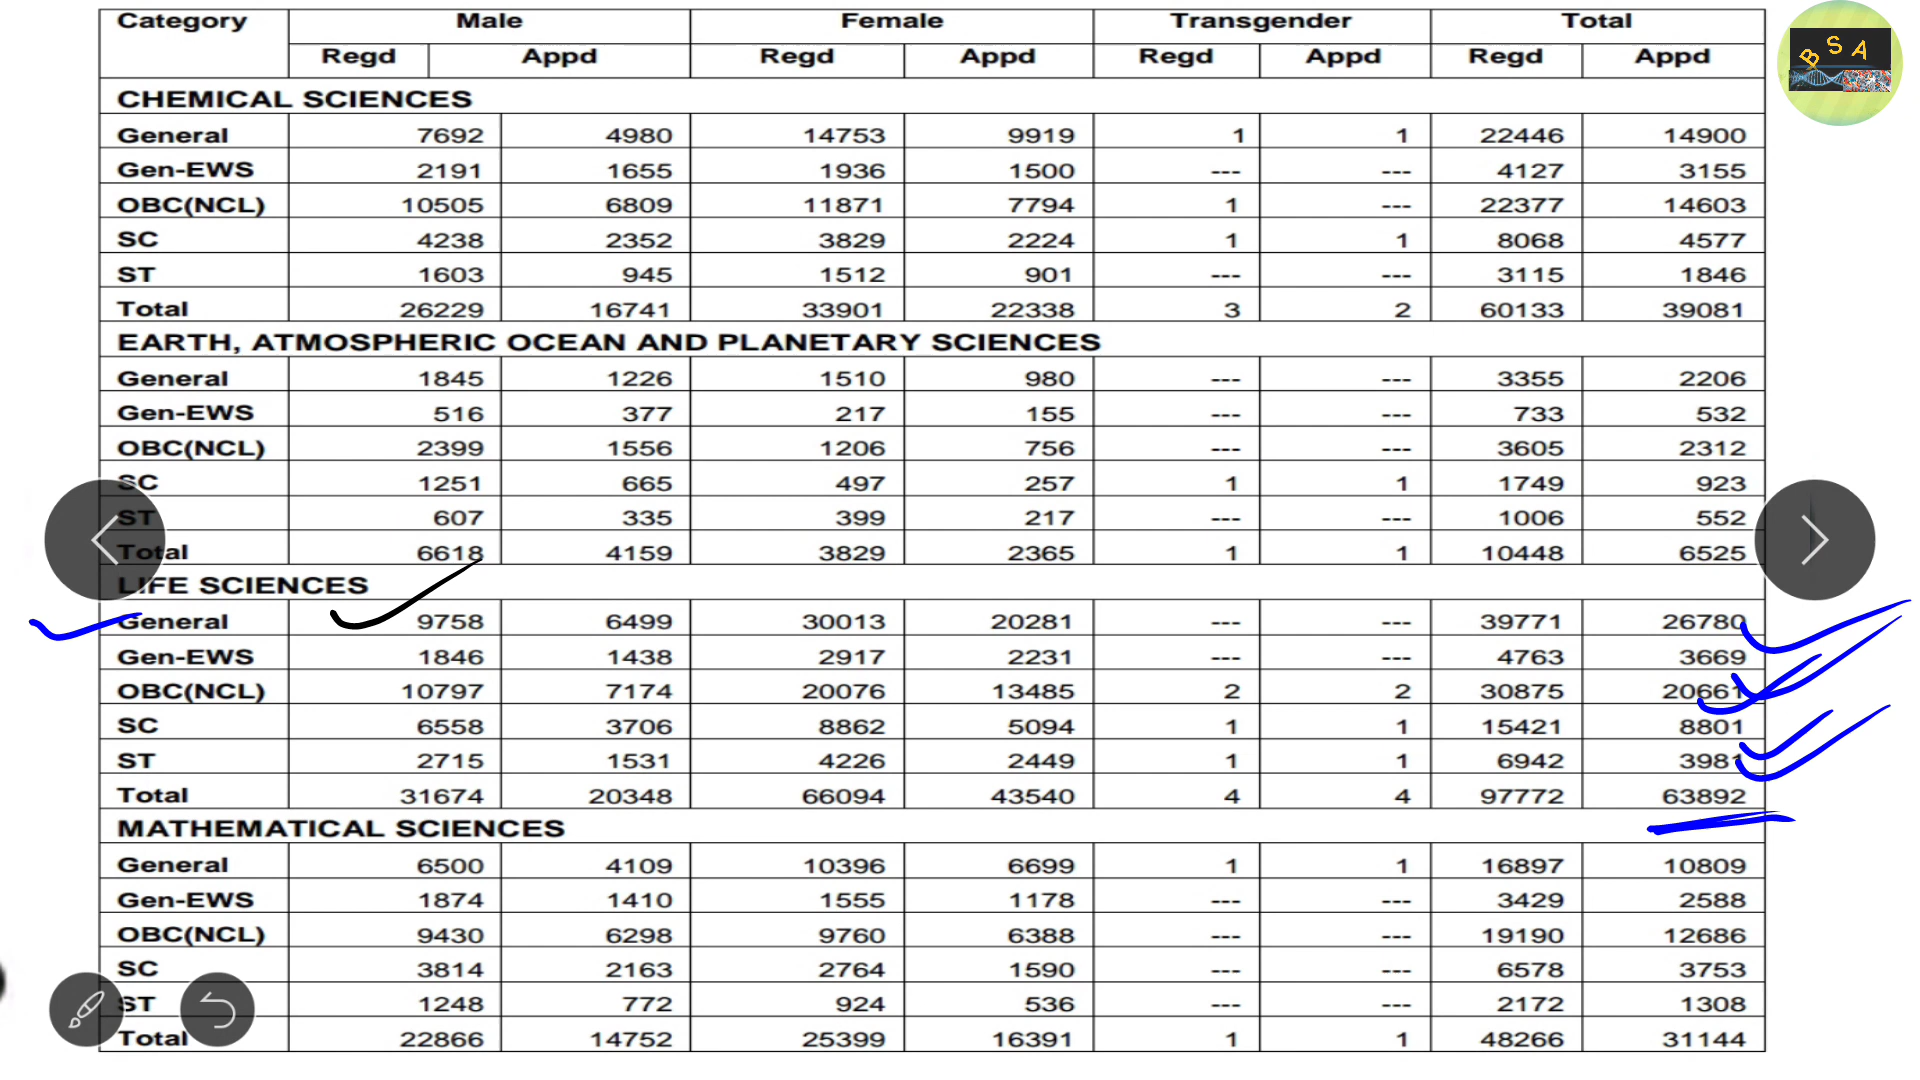 Category Male Female Transgender Total
Regd Appd Regd Appd Regd Appd Regd Appd
BSA
CHEMICAL SCIENCES
General 7692 4980 14753 9919 1 1 22446 14900
Gen-EWS 2191 1655 1936 1500 --- --- 4127 3155
OBC(NCL) 10505 6809 11871 7794 1 --- 22377 14603
SC 4238 2352 3829 2224 1 1 8068 4577
ST 1603 945 1512 901 --- --- 3115 1846
Total 26229 16741 33901 22338 3 2 60133 39081
EARTH, ATMOSPHERIC OCEAN AND PLANETARY SCIENCES
General 1845 1226 1510 980 --- --- 3355 2206
Gen-EWS 516 377 217 155 --- --- 733 532
OBC(NCL) 2399 1556 1206 756 --- --- 3605 2312
SC 1251 665 497 257 1 1 1749 923
ST 607 335 399 217 --- --- 1006 552
Total 6618 4159 3829 2365 1 1 10448 6525
LIFE SCIENCES
General 9758 6499 30013 20281 --- --- 39771 26780
Gen-EWS 1846 1438 2917 2231 --- --- 4763 3669
OBC(NCL) 10797 7174 20076 13485 2 2 30875 20661
SC 6558 3706 8862 5094 1 1 15421 8801
ST 2715 1531 4226 2449 1 1 6942 3981
Total 31674 20348 66094 43540 4 4 97772 63892
MATHEMATICAL SCIENCES
General 6500 4109 10396 6699 1 1 16897 10809
Gen-EWS 1874 1410 1555 1178 --- --- 3429 2588
OBC(NCL) 9430 6298 9760 6388 --- --- 19190 12686
SC 3814 2163 2764 1590 --- --- 6578 3753
ST 1248 772 924 536 --- --- 2172 1308
Total 22866 14752 25399 16391 1 1 48266 31144